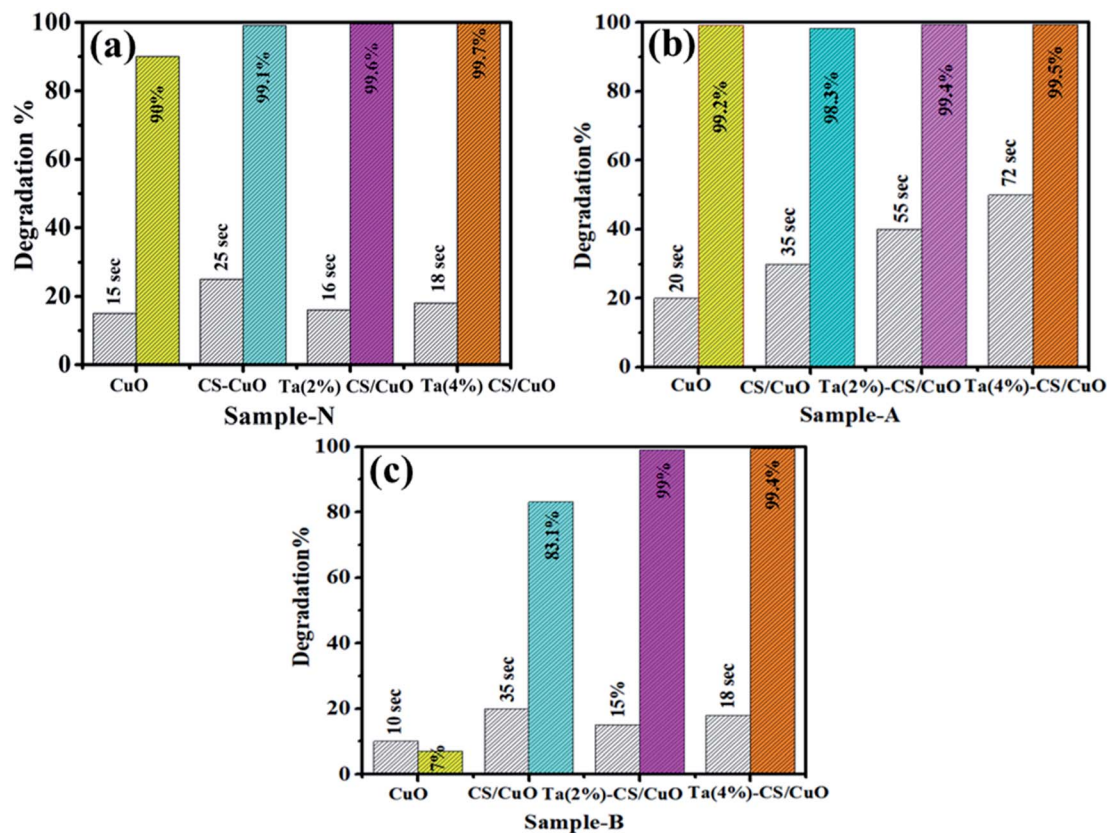 (a)
Degradation %
100
80
60
40
20
0
15 sec
90%
25 sec
99.1%
16 sec
99.6%
18 sec
99.7%
CuO
CS-CuO
Ta(2%) CS/CuO
Ta(4%) CS/CuO
Sample-N
(b)
Degradation%
100
80
60
40
20
0
20 sec
99.2%
35 sec
98.3%
55 sec
99.4%
72 sec
99.5%
CuO
CS/CuO
Ta(2%)-CS/CuO
Ta(4%)-CS/CuO
Sample-A
(c)
Degradation%
100
80
60
40
20
0
10 sec
7%
35 sec
83.1%
15%
99%
18 sec
99.4%
CuO
CS/CuO
Ta(2%)-CS/CuO
Ta(4%)-CS/CuO
Sample-B